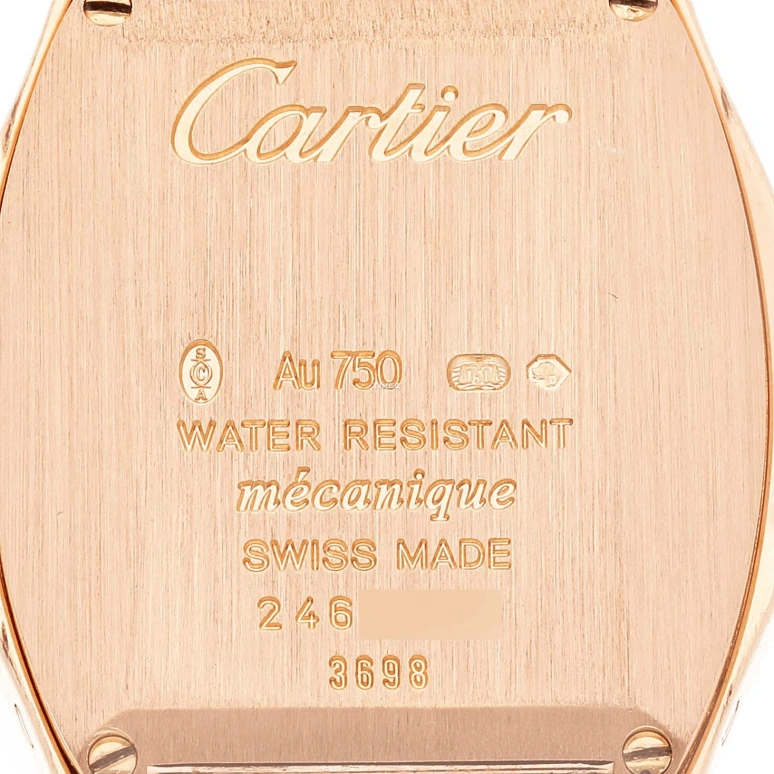 Cartier
S C A Au 750
WATER RESISTANT
mécanique
SWISS MADE
246
3698